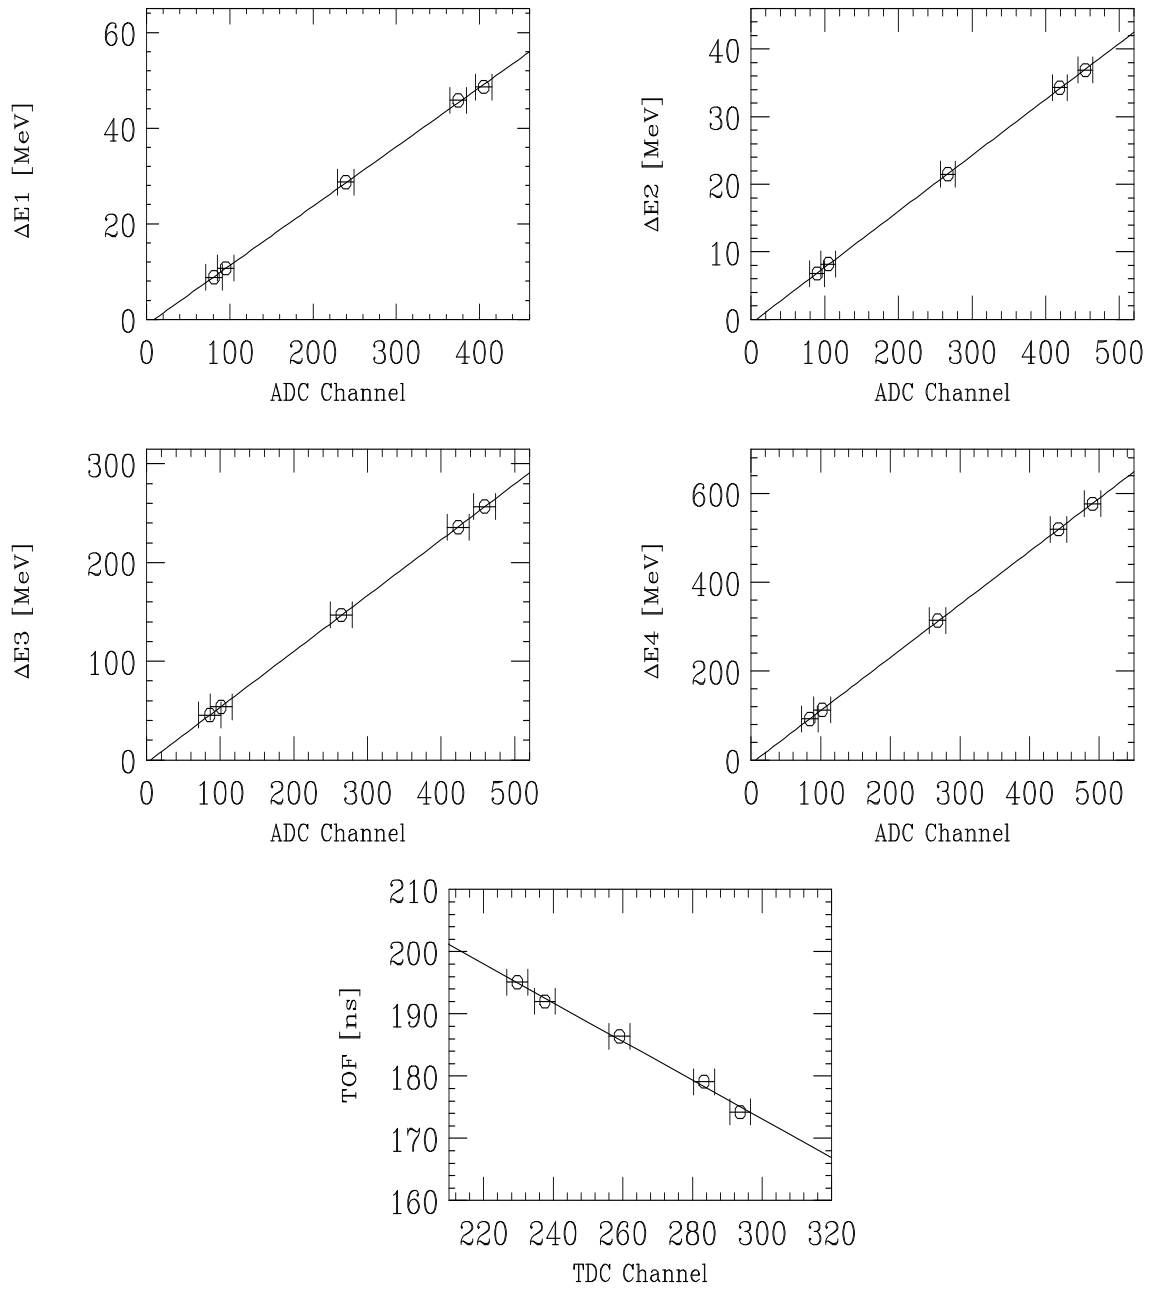 60
40
20
0
ΔE1 [MeV]
0 100 200 300 400
ADC Channel
40
30
20
10
0
ΔE2 [MeV]
0 100 200 300 400 500
ADC Channel
300
200
100
0
ΔE3 [MeV]
0 100 200 300 400 500
ADC Channel
600
400
200
0
ΔE4 [MeV]
0 100 200 300 400 500
ADC Channel
210
200
190
180
170
160
TOF [ns]
220 240 260 280 300 320
TDC Channel